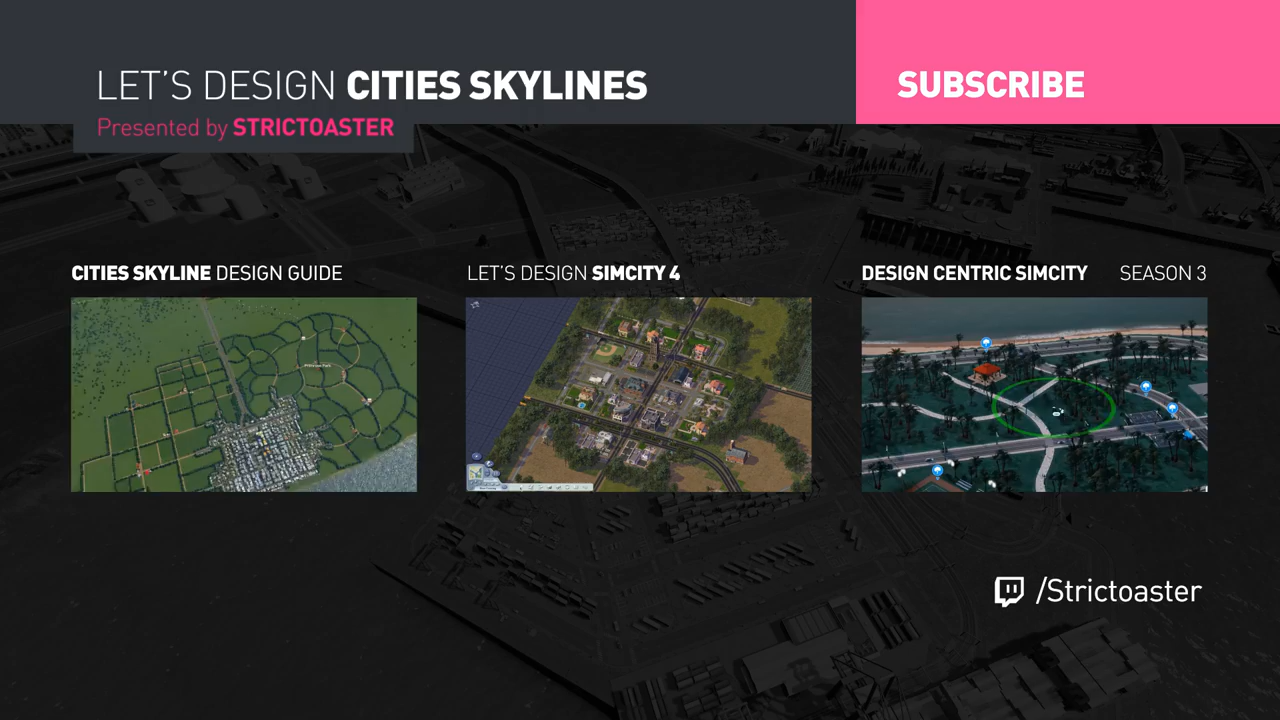 LET'S DESIGN CITIES SKYLINES
Presented by STRICTOASTER
SUBSCRIBE
CITIES SKYLINE DESIGN GUIDE
LET'S DESIGN SIMCITY 4
DESIGN CENTRIC SIMCITY SEASON 3
/Strictoaster